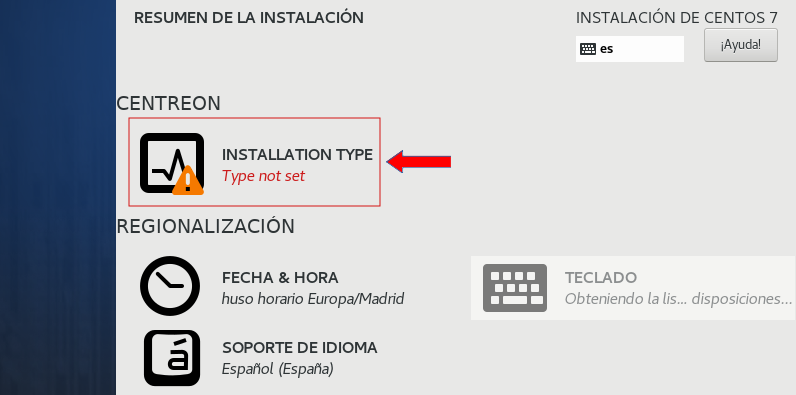 RESUMEN DE LA INSTALACIÓN
INSTALACIÓN DE CENTOS 7
es
¡Ayuda!
CENTREON
INSTALLATION TYPE
Type not set
REGIONALIZACIÓN
FECHA & HORA
huso horario Europa/Madrid
TECLADO
Obteniendo la lis... disposiciones...
á
SOPORTE DE IDIOMA
Español (España)